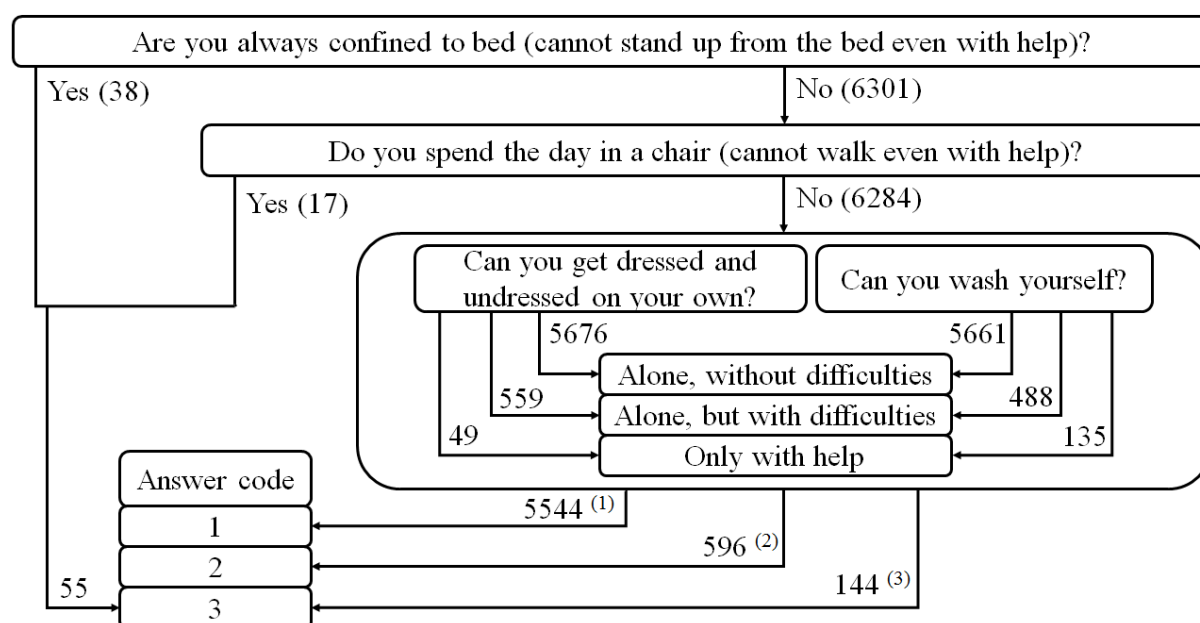 Are you always confined to bed (cannot stand up from the bed even with help)?
Yes (38)
No (6301)
Do you spend the day in a chair (cannot walk even with help)?
Yes (17)
No (6284)
Can you get dressed and
undressed on your own?
Can you wash yourself?
5676
5661
Alone, without difficulties
559
Alone, but with difficulties
488
49
Only with help
135
Answer code
5544 (1)
1
596 (2)
2
55
144 (3)
3